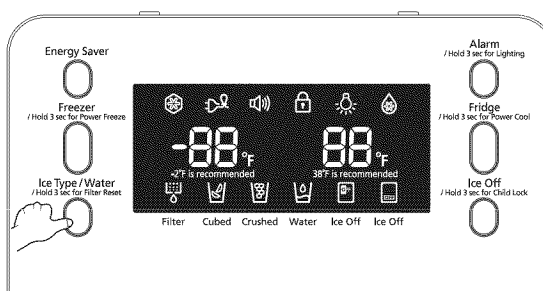 Energy Saver
Alarm
/ Hold 3 sec for Lighting
Freezer
/ Hold 3 sec for Power Freeze
Fridge
/ Hold 3 sec for Power Cool
-88°F
88°F
-2°F is recommended
38°F is recommended
Ice Type / Water
/ Hold 3 sec for Filter Reset
Ice Off
/ Hold 3 sec for Child Lock
Filter Cubed Crushed Water Ice Off Ice Off